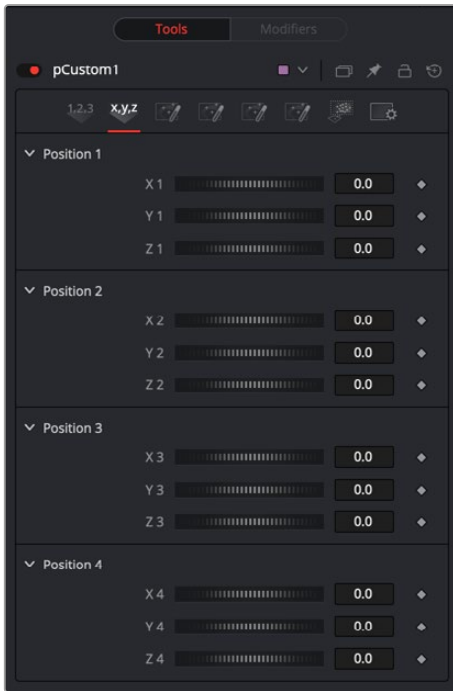 Tools Modifiers
pCustom1
1,2,3 x,y,z
Position 1
X 1 0.0
Y 1 0.0
Z 1 0.0
Position 2
X 2 0.0
Y 2 0.0
Z 2 0.0
Position 3
X 3 0.0
Y 3 0.0
Z 3 0.0
Position 4
X 4 0.0
Y 4 0.0
Z 4 0.0